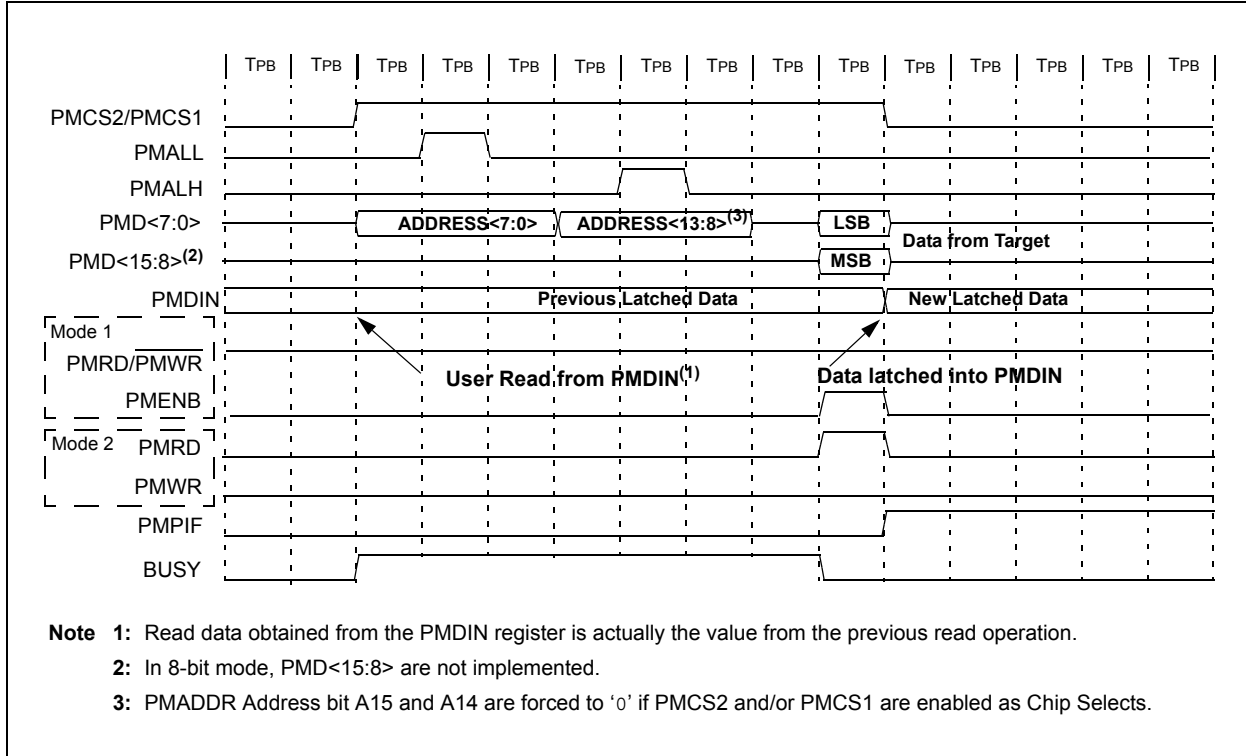 TPB TPB TPB TPB TPB TPB TPB TPB TPB TPB TPB TPB TPB TPB TPB
PMCS2/PMCS1
PMALL
PMALH
PMD<7:0> ADDRESS<7:0> ADDRESS<13:8>(3) LSB
Data from Target
PMD<15:8>(2) MSB
PMDIN Previous Latched Data New Latched Data
Mode 1
PMRD/PMWR
User Read from PMDIN(1) Data latched into PMDIN
PMENB
Mode 2 PMRD
PMWR
PMPIF
BUSY
Note 1: Read data obtained from the PMDIN register is actually the value from the previous read operation.
2: In 8-bit mode, PMD<15:8> are not implemented.
3: PMADDR Address bit A15 and A14 are forced to ‘0’ if PMCS2 and/or PMCS1 are enabled as Chip Selects.